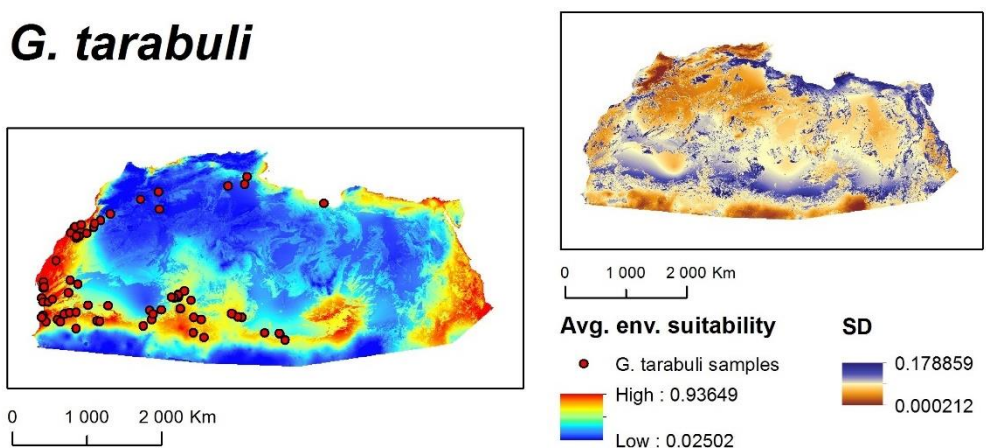 G. tarabuli
0 1 000 2 000 Km
0 1 000 2 000 Km
Avg. env. suitability
G. tarabuli samples
High : 0.93649
Low : 0.02502
SD
0.178859
0.000212